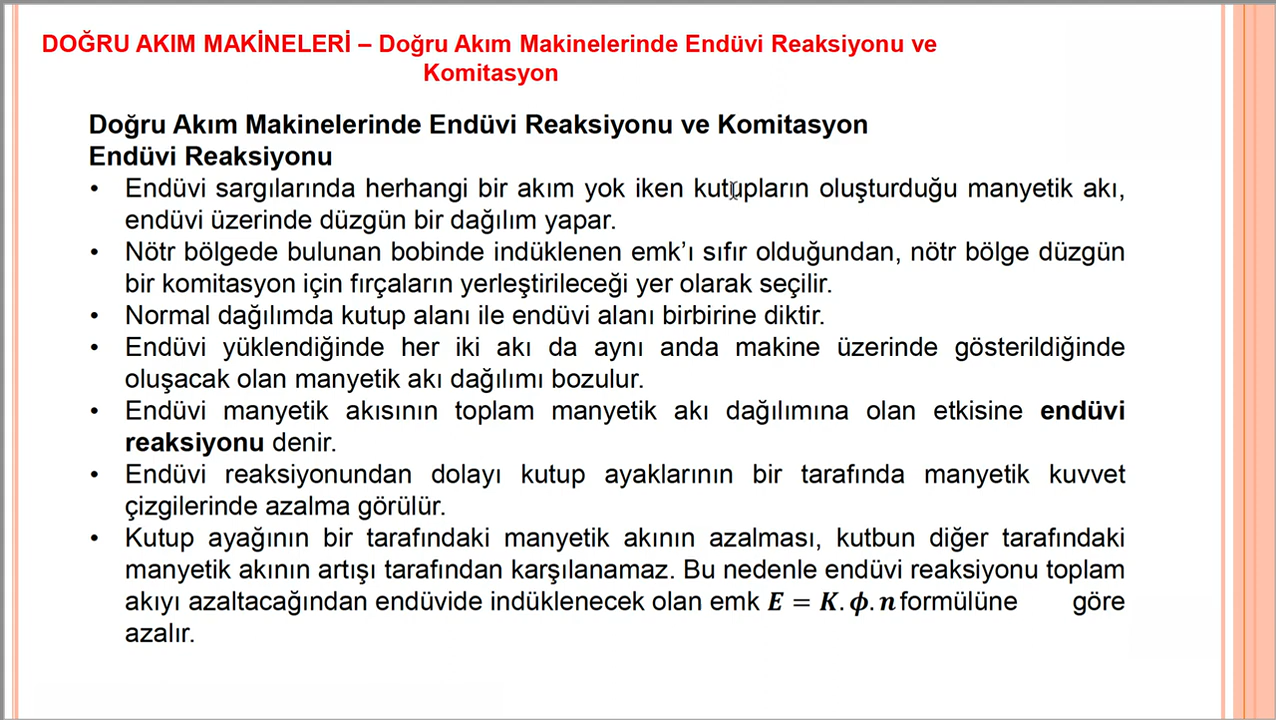 DOĞRU AKIM MAKİNELERİ – Doğru Akım Makinelerinde Endüvi Reaksiyonu ve
Komitasyon
Doğru Akım Makinelerinde Endüvi Reaksiyonu ve Komitasyon
Endüvi Reaksiyonu
• Endüvi sargılarında herhangi bir akım yok iken kutupların oluşturduğu manyetik akı,
endüvi üzerinde düzgün bir dağılım yapar.
• Nötr bölgede bulunan bobinde indüklenen emk’ı sıfır olduğundan, nötr bölge düzgün
bir komitasyon için fırçaların yerleştirileceği yer olarak seçilir.
• Normal dağılımda kutup alanı ile endüvi alanı birbirine diktir.
• Endüvi yüklendiğinde her iki akı da aynı anda makine üzerinde gösterildiğinde
oluşacak olan manyetik akı dağılımı bozulur.
• Endüvi manyetik akısının toplam manyetik akı dağılımına olan etkisine endüvi
reaksiyonu denir.
• Endüvi reaksiyonundan dolayı kutup ayaklarının bir tarafında manyetik kuvvet
çizgilerinde azalma görülür.
• Kutup ayağının bir tarafındaki manyetik akının azalması, kutbun diğer tarafındaki
manyetik akının artışı tarafından karşılanamaz. Bu nedenle endüvi reaksiyonu toplam
akıyı azaltacağından endüvide indüklenecek olan emk E = K. ϕ. n formülüne göre
azalır.